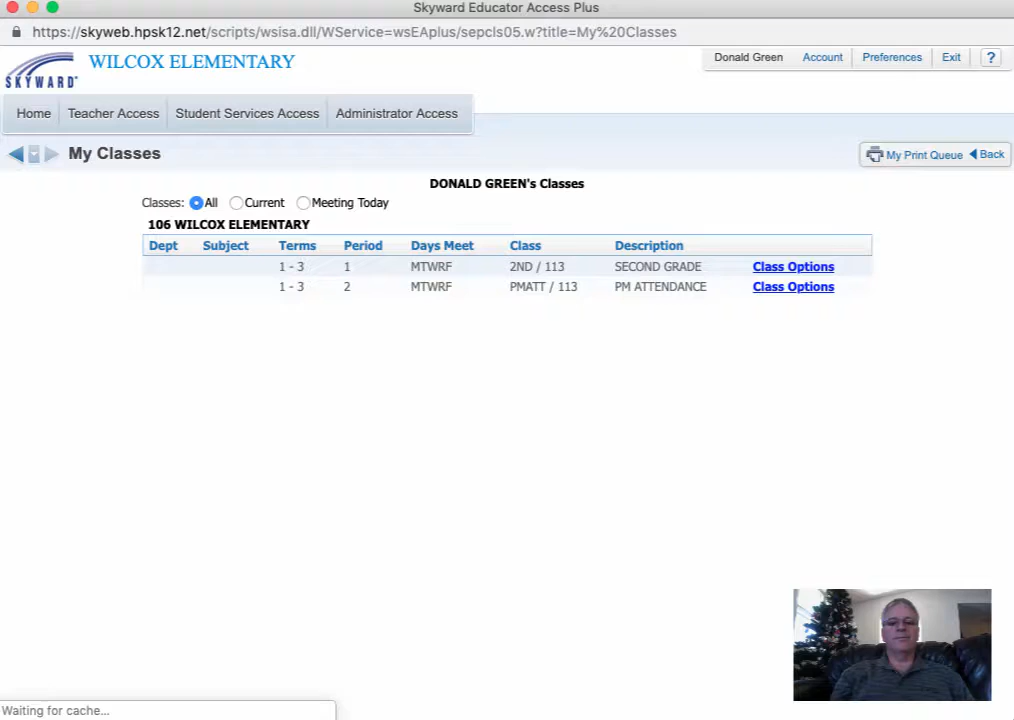 Skyward Educator Access Plus
https://skyweb.hpsk12.net/scripts/wsisa.dll/WService=wsEAplus/sepcls05.w?title=My%20Classes
SKYWARD
WILCOX ELEMENTARY
Donald Green Account Preferences Exit ?
Home Teacher Access Student Services Access Administrator Access
My Classes
My Print Queue Back
DONALD GREEN's Classes
Classes: All Current Meeting Today
106 WILCOX ELEMENTARY
Dept Subject Terms Period Days Meet Class Description
1 - 3 1 MTWRF 2ND / 113 SECOND GRADE Class Options
1 - 3 2 MTWRF PMATT / 113 PM ATTENDANCE Class Options
Waiting for cache...